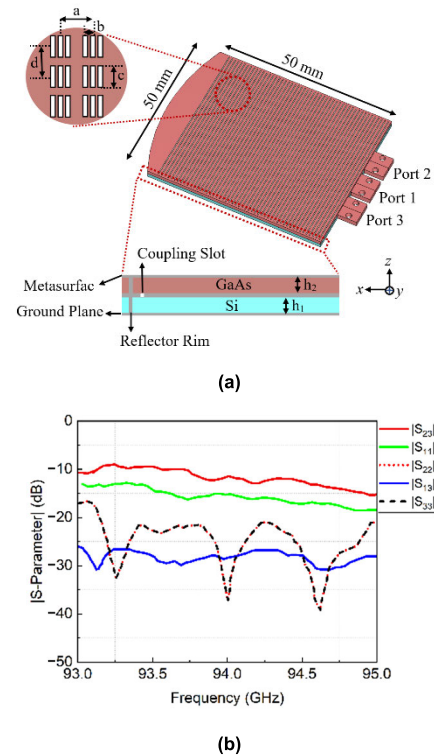 a
b
d
c
50 mm
50 mm
Port 2
Port 1
Port 3
Coupling Slot
Metasurfac
GaAs
h2
Si
h1
Ground Plane
Reflector Rim
z
x
y
(a)
|S-Parameter| (dB)
0
−10
−20
−30
−40
−50
93.0
93.5
94.0
94.5
95.0
Frequency (GHz)
|S23|
|S11|
|S22|
|S13|
|S33|
(b)